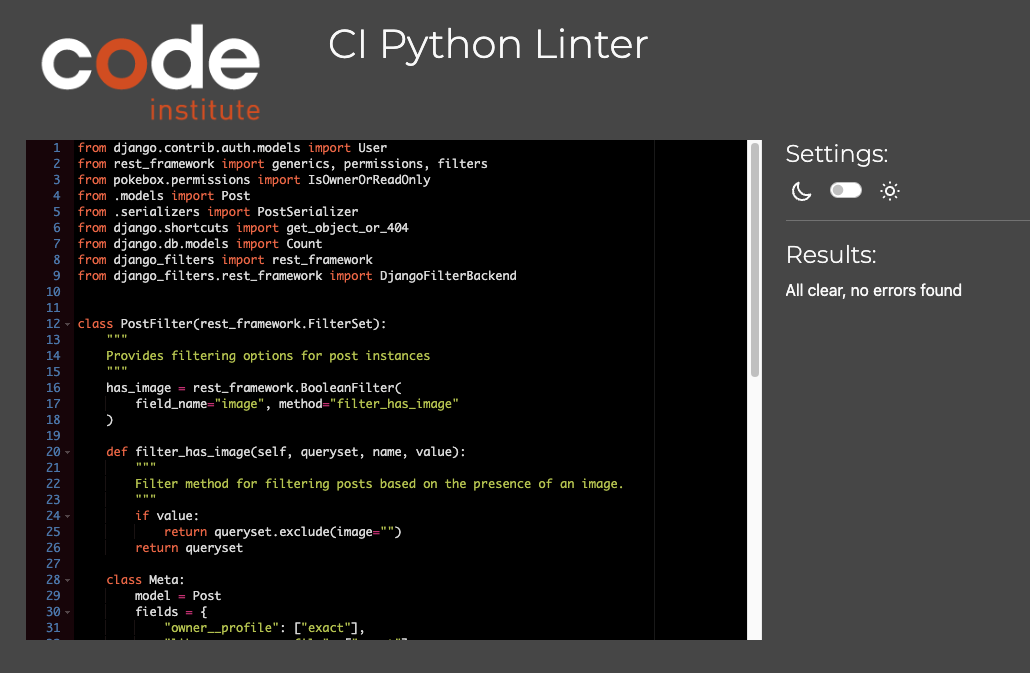 code
institute
CI Python Linter
1 from django.contrib.auth.models import User
2 from rest_framework import generics, permissions, filters
3 from pokebox.permissions import IsOwnerOrReadOnly
4 from .models import Post
5 from .serializers import PostSerializer
6 from django.shortcuts import get_object_or_404
7 from django.db.models import Count
8 from django_filters import rest_framework
9 from django_filters.rest_framework import DjangoFilterBackend
10
11
12 class PostFilter(rest_framework.FilterSet):
13     """
14     Provides filtering options for post instances
15     """
16     has_image = rest_framework.BooleanFilter(
17         field_name="image", method="filter_has_image"
18     )
19
20     def filter_has_image(self, queryset, name, value):
21         """
22         Filter method for filtering posts based on the presence of an image.
23         """
24         if value:
25             return queryset.exclude(image="")
26         return queryset
27
28     class Meta:
29         model = Post
30         fields = {
31             "owner__profile": ["exact"],
Settings:
Results:
All clear, no errors found